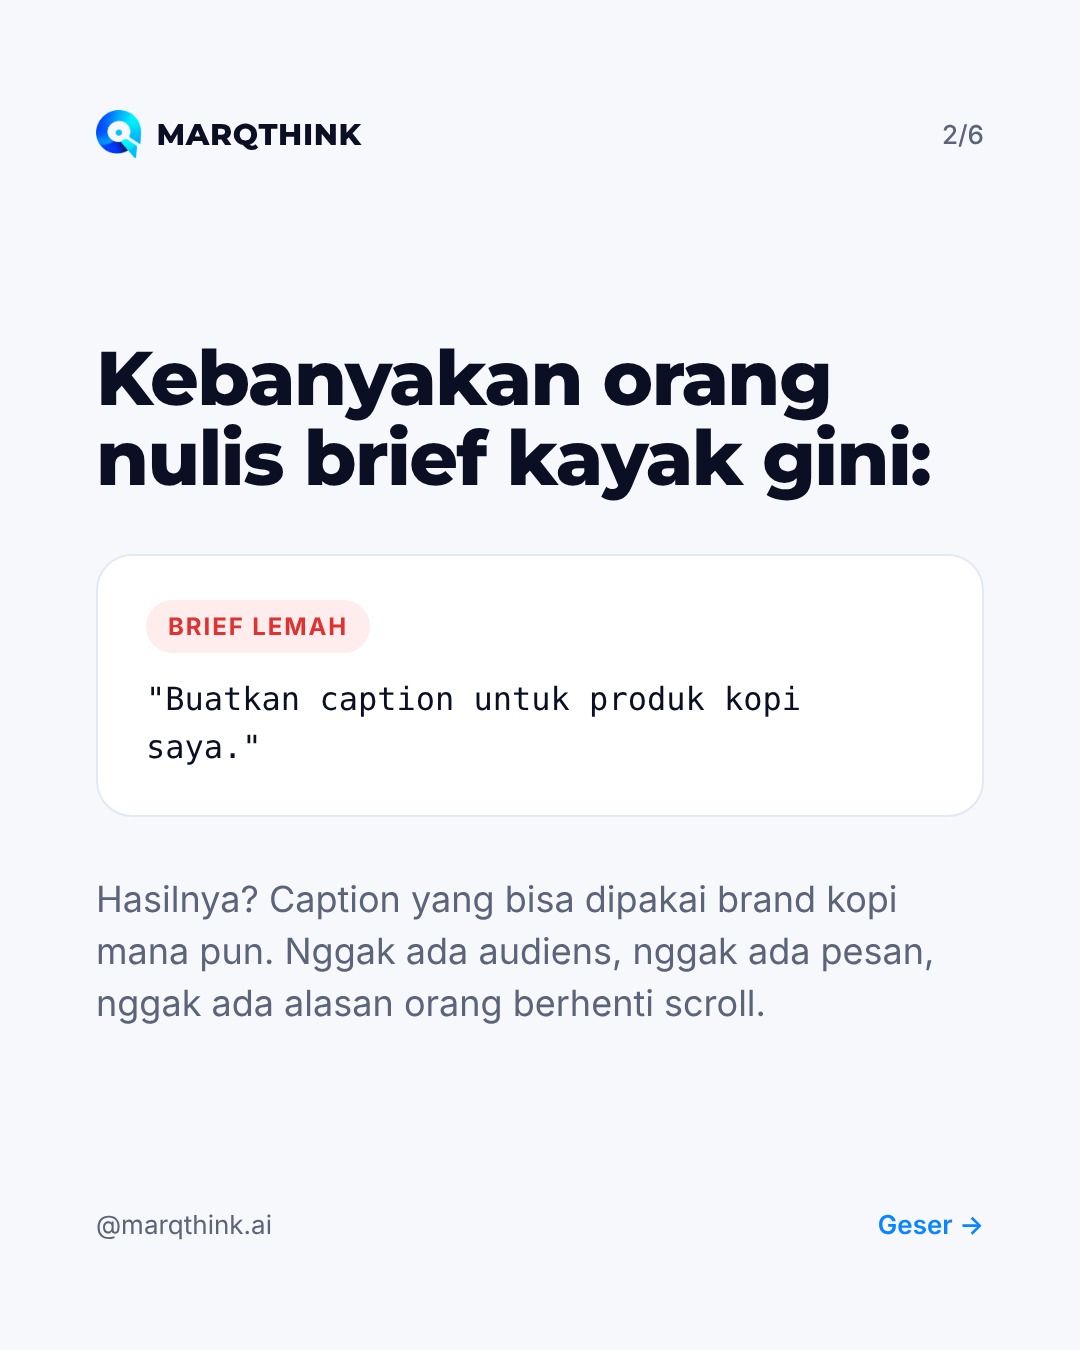 MARQTHINK
2/6
Kebanyakan orang
nulis brief kayak gini:
BRIEF LEMAH
"Buatkan caption untuk produk kopi
saya."
Hasilnya? Caption yang bisa dipakai brand kopi
mana pun. Nggak ada audiens, nggak ada pesan,
nggak ada alasan orang berhenti scroll.
@marqthink.ai
Geser →